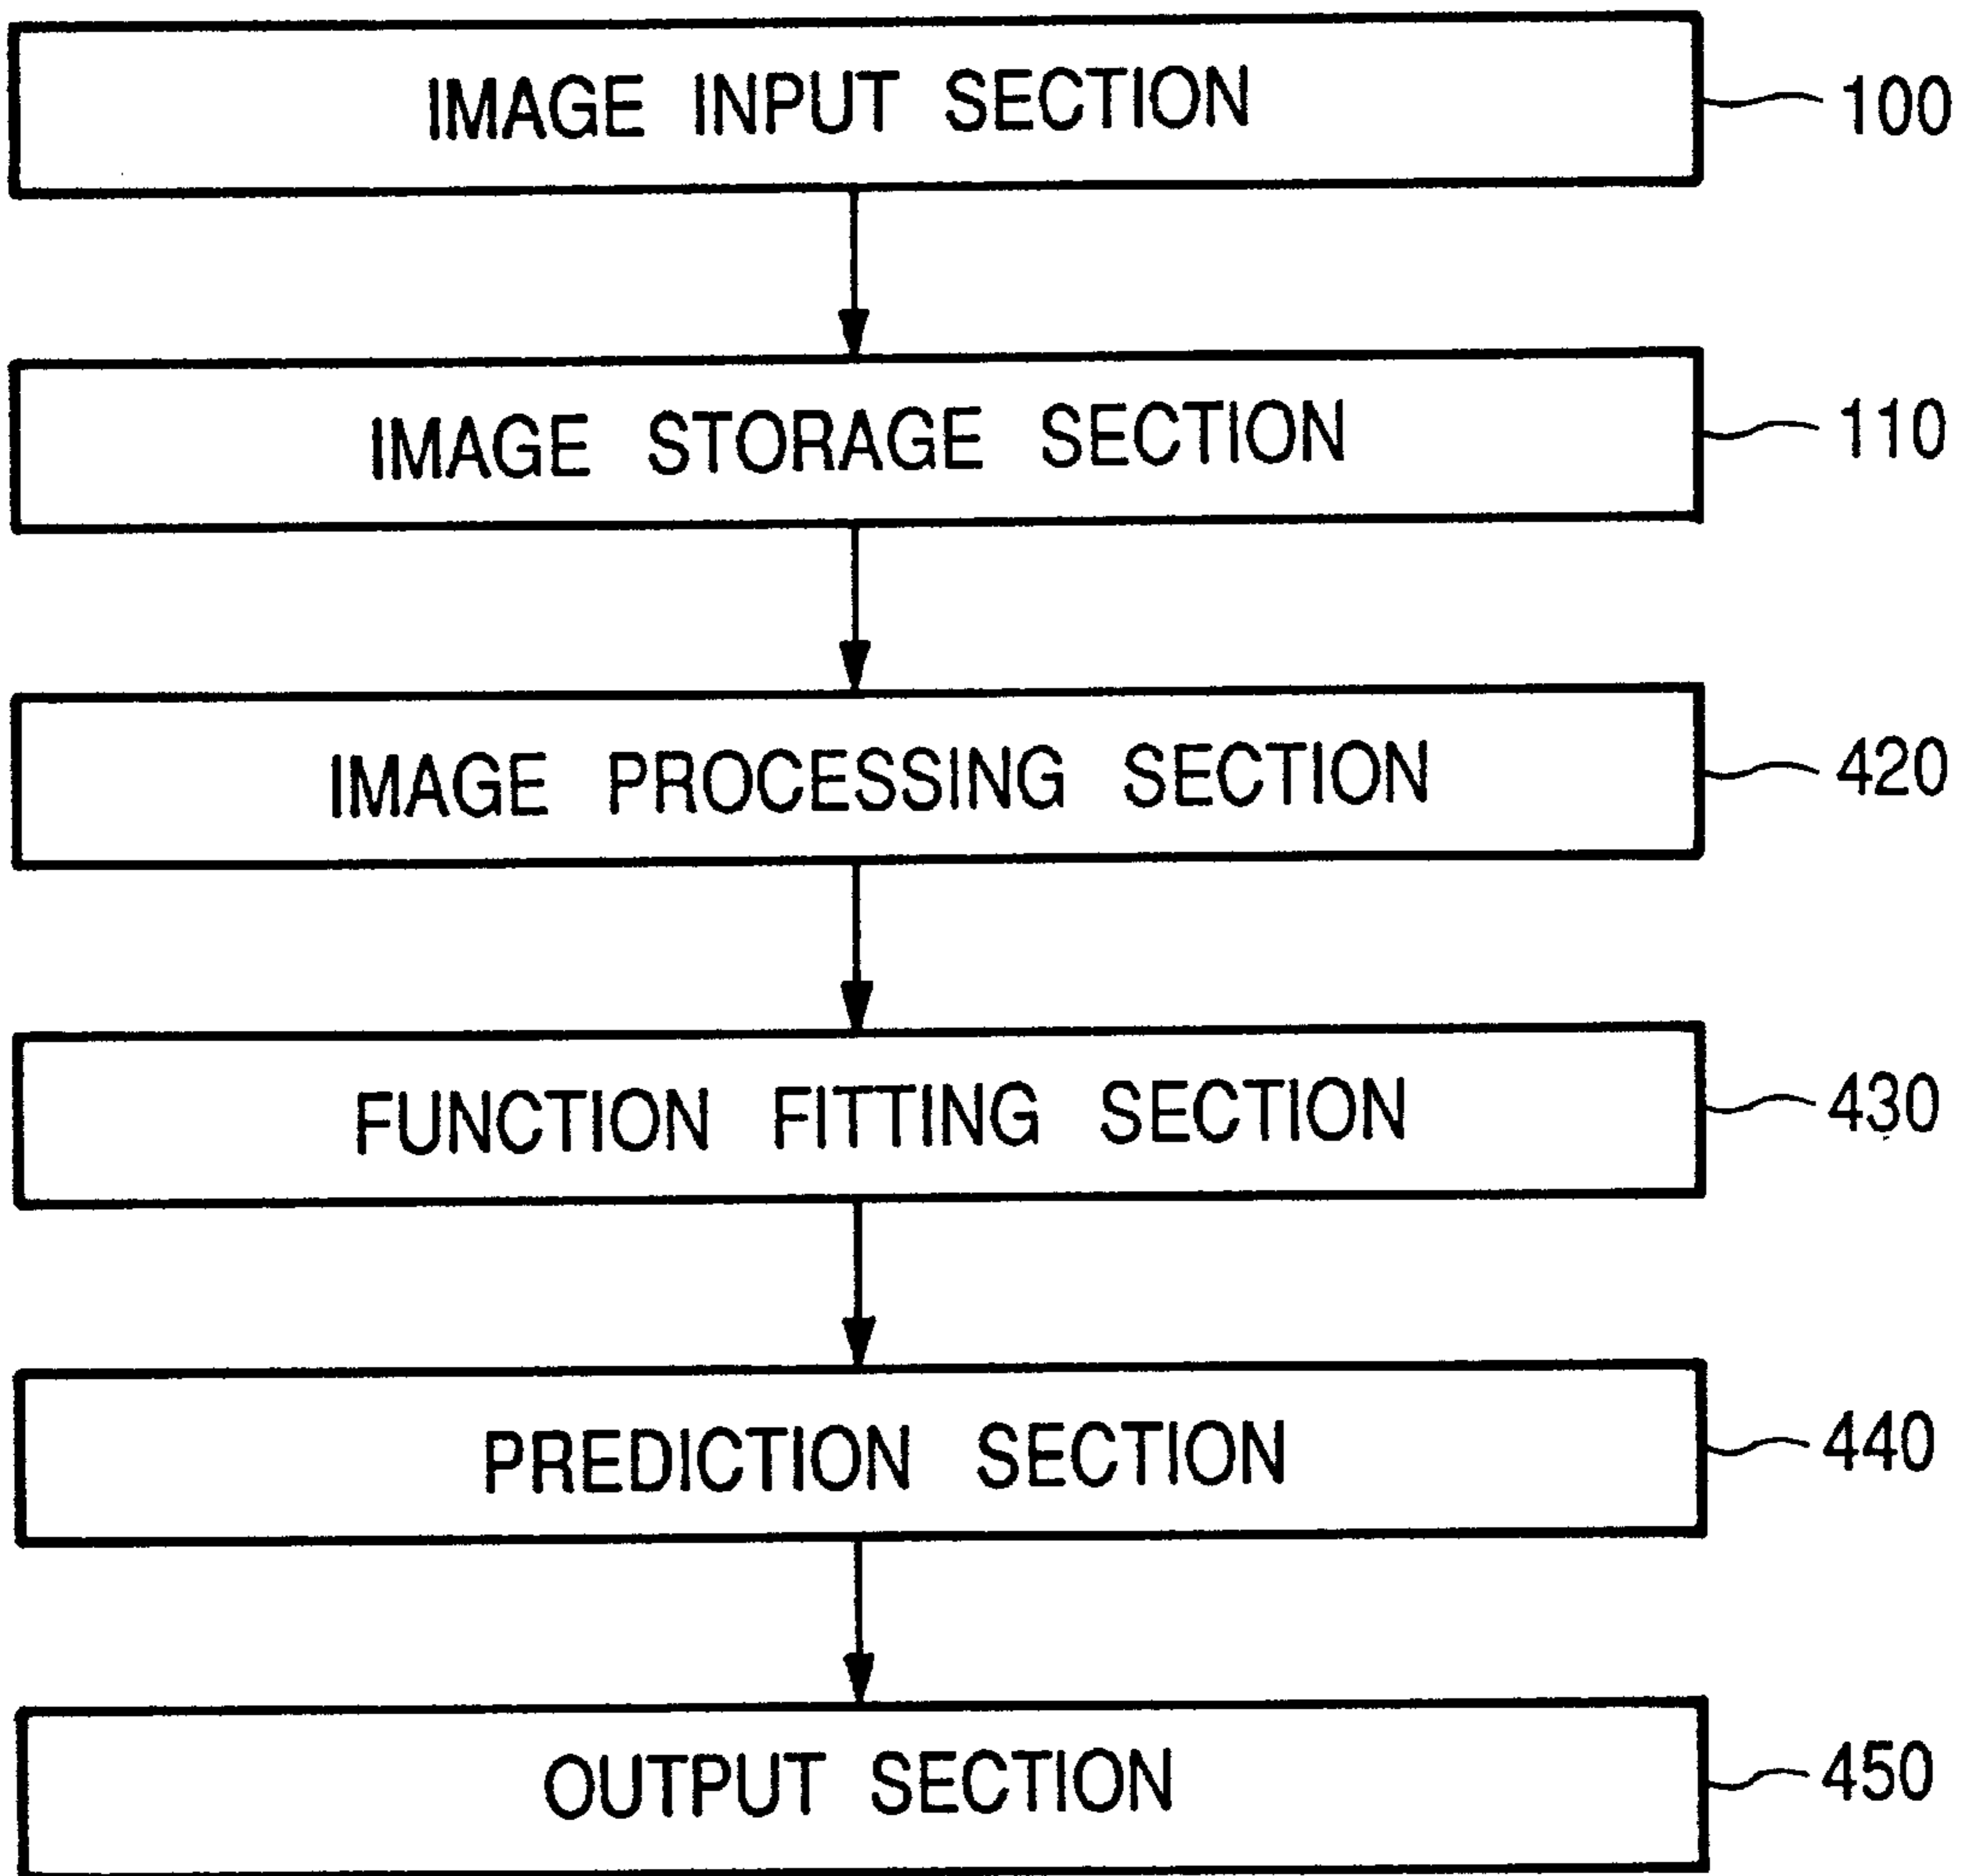 IMAGE INPUT SECTION 100
IMAGE STORAGE SECTION 110
IMAGE PROCESSING SECTION 420
FUNCTION FITTING SECTION 430
PREDICTION SECTION 440
OUTPUT SECTION 450